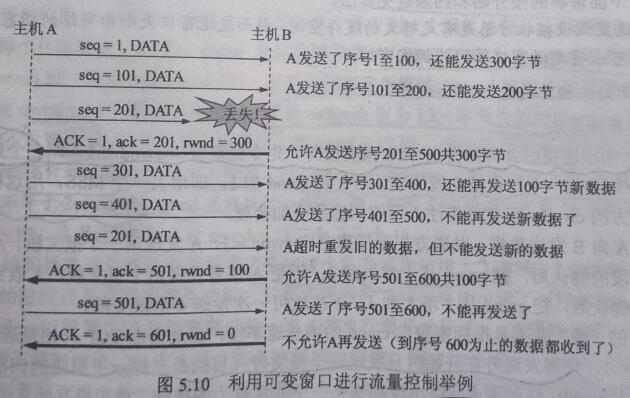 主机A 主机B
seq = 1, DATA A发送了序号1至100，还能发送300字节
seq = 101, DATA A发送了序号101至200，还能发送200字节
seq = 201, DATA 丢失！
ACK = 1, ack = 201, rwnd = 300 允许A发送序号201至500共300字节
seq = 301, DATA A发送了序号301至400，还能再发送100字节新数据
seq = 401, DATA A发送了序号401至500，不能再发送新数据了
seq = 201, DATA A超时重发旧的数据，但不能发送新的数据
ACK = 1, ack = 501, rwnd = 100 允许A发送序号501至600共100字节
seq = 501, DATA A发送了序号501至600，不能再发送了
ACK = 1, ack = 601, rwnd = 0 不允许A再发送（到序号600为止的数据都收到了）
图 5.10 利用可变窗口进行流量控制举例